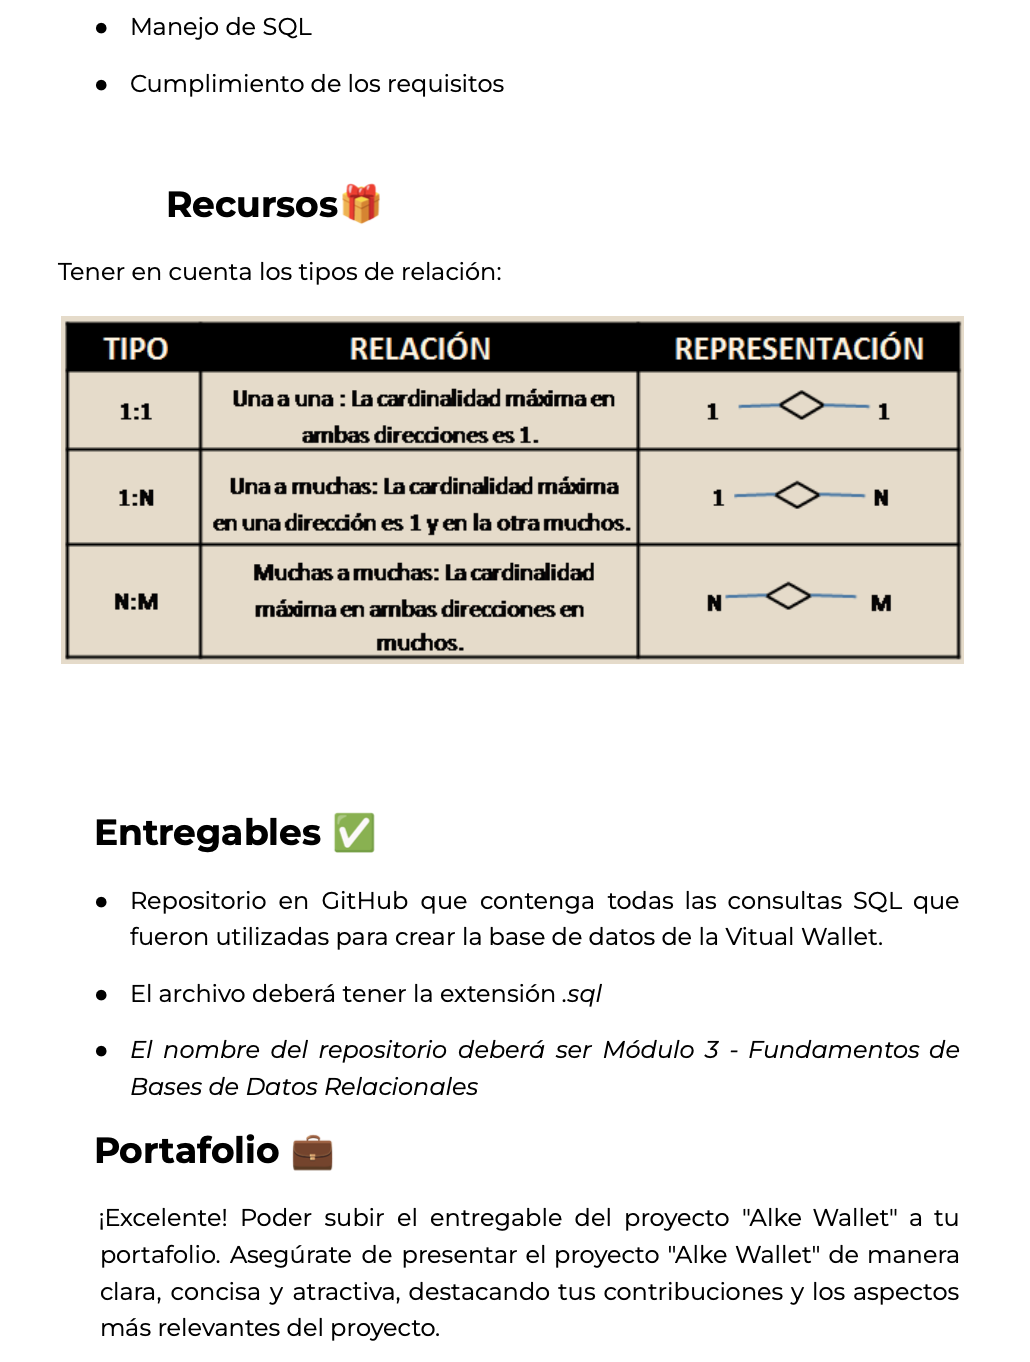 ● Manejo de SQL
● Cumplimiento de los requisitos
Recursos🎁
Tener en cuenta los tipos de relación:
TIPO RELACIÓN REPRESENTACIÓN
1:1 Una a una : La cardinalidad máxima en
ambas direcciones es 1.
1 1
1:N Una a muchas: La cardinalidad máxima
en una dirección es 1 y en la otra muchos.
1 N
N:M Muchas a muchas: La cardinalidad
máxima en ambas direcciones en
muchos.
N M
Entregables ✅
● Repositorio en GitHub que contenga todas las consultas SQL que
fueron utilizadas para crear la base de datos de la Vitual Wallet.
● El archivo deberá tener la extensión .sql
● El nombre del repositorio deberá ser Módulo 3 - Fundamentos de
Bases de Datos Relacionales
Portafolio 💼
¡Excelente! Poder subir el entregable del proyecto "Alke Wallet" a tu
portafolio. Asegúrate de presentar el proyecto "Alke Wallet" de manera
clara, concisa y atractiva, destacando tus contribuciones y los aspectos
más relevantes del proyecto.